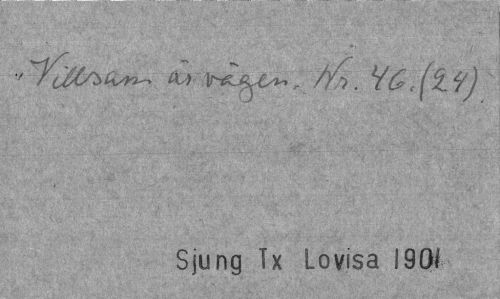 "Villsam är vägen. Nr. 46. (24).
Sjung Tx Lovisa 1901